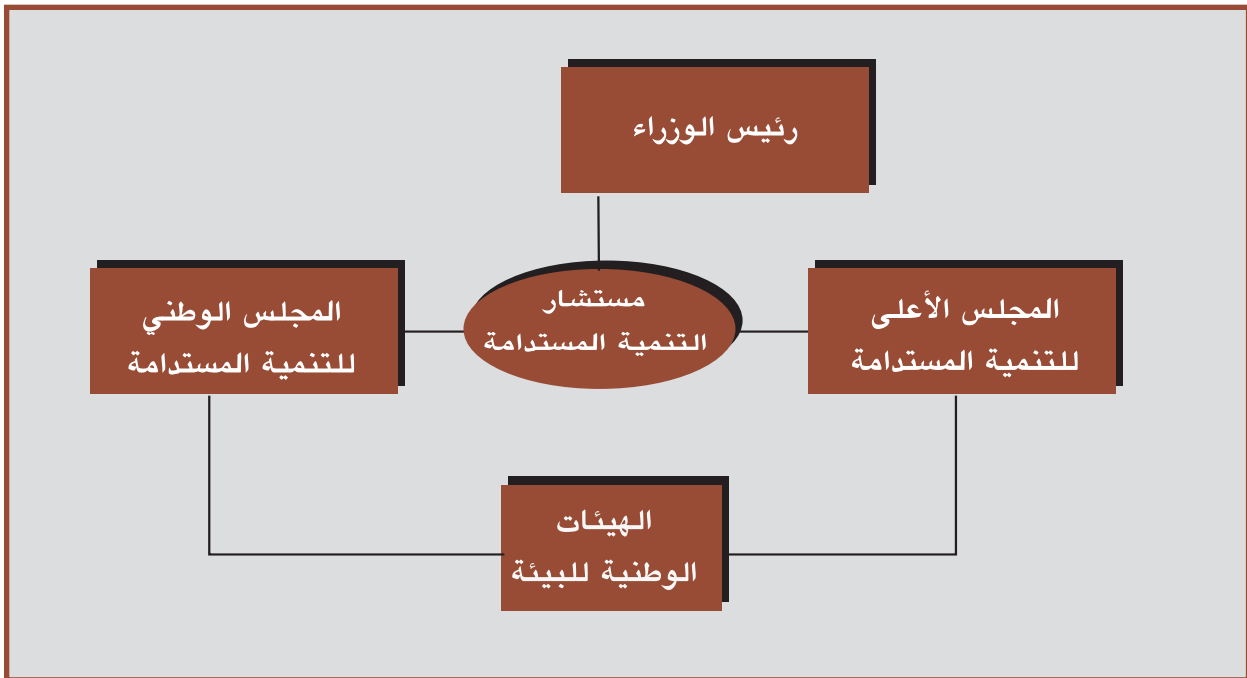 رئيس الوزراء
المجلس الأعلى
للتنمية المستدامة
مستشار
التنمية المستدامة
المجلس الوطني
للتنمية المستدامة
الهيئات
الوطنية للبيئة